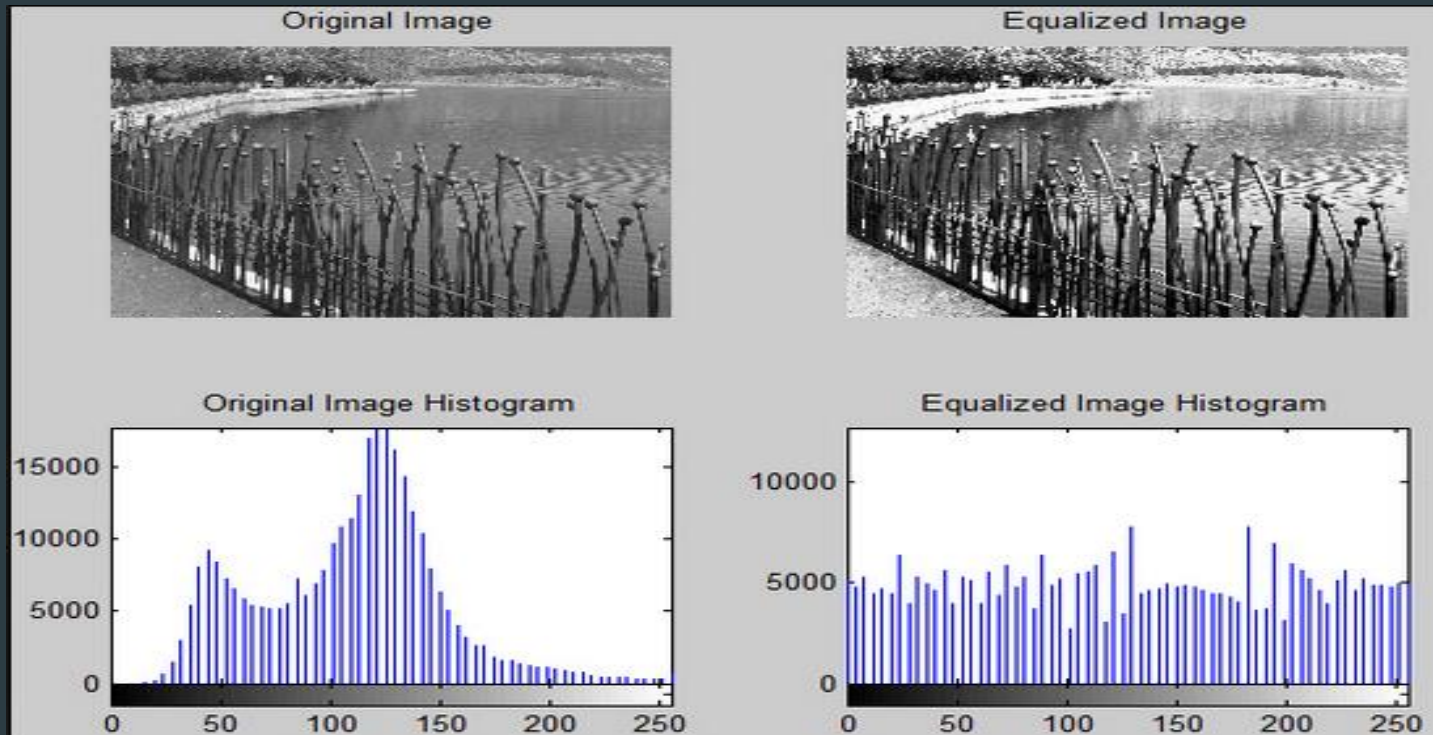 Original Image
Equalized Image
Original Image Histogram
Equalized Image Histogram
15000
10000
5000
0
0 50 100 150 200 250
10000
5000
0
0 50 100 150 200 250